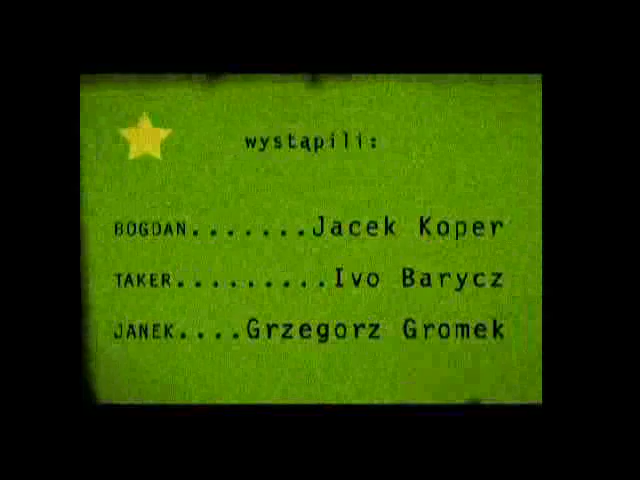 wystąpili:
BOGDAN.......Jacek Koper
TAKER.........Ivo Barycz
JANEK....Grzegorz Gromek